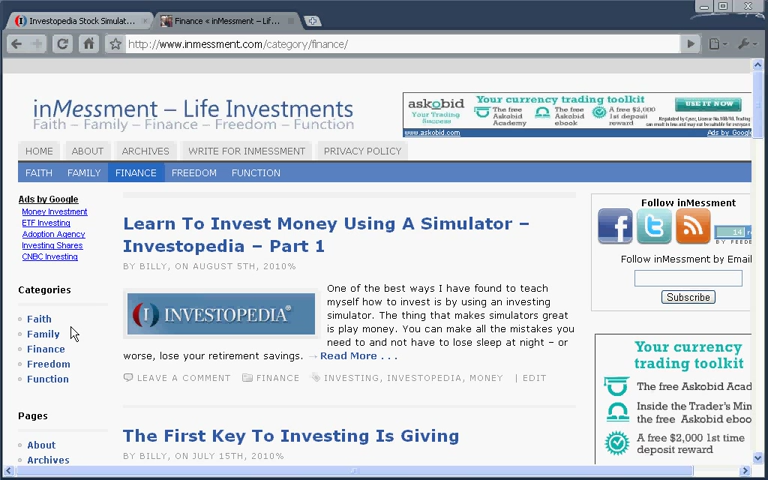 Investopedia Stock Simulat...
Finance « inMessment – Lif...
http://www.inmessment.com/category/finance/
inMessment – Life Investments
Faith – Family – Finance – Freedom – Function
askobid
Your Trading Success
www.askobid.com
Your currency trading toolkit
The free Askobid Academy
The free Askobid ebook
A free $2,000 1st time deposit reward
USE IT NOW
Ads by Google
HOME
ABOUT
ARCHIVES
WRITE FOR INMESSMENT
PRIVACY POLICY
FAITH
FAMILY
FINANCE
FREEDOM
FUNCTION
Ads by Google
Money Investment
ETF Investing
Adoption Agency
Investing Shares
CNBC Investing
Categories
Faith
Family
Finance
Freedom
Function
Pages
About
Archives
Learn To Invest Money Using A Simulator –
Investopedia – Part 1
BY BILLY, ON AUGUST 5TH, 2010%
INVESTOPEDIA®
One of the best ways I have found to teach
myself how to invest is by using an investing
simulator. The thing that makes simulators great
is play money. You can make all the mistakes you
need to and not have to lose sleep at night – or
worse, lose your retirement savings. → Read More . . .
LEAVE A COMMENT
FINANCE
INVESTING, INVESTOPEDIA, MONEY
| EDIT
The First Key To Investing Is Giving
BY BILLY, ON JULY 15TH, 2010%
Follow inMessment
14 r
BY FEEDB
Follow inMessment by Email
Subscribe
Your currency
trading toolkit
The free Askobid Acad
Inside the Trader's Min
the free Askobid eboo
A free $2,000 1st time
deposit reward